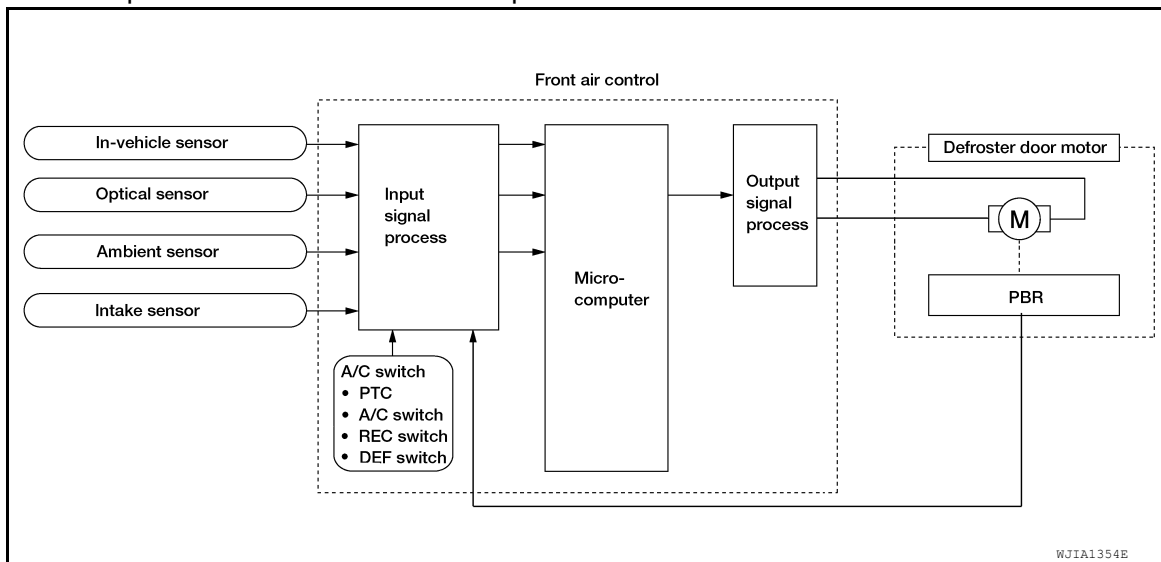 Front air control
In-vehicle sensor
Optical sensor
Ambient sensor
Intake sensor
Input
signal
process
Micro-
computer
Output
signal
process
Defroster door motor
M
PBR
A/C switch
• PTC
• A/C switch
• REC switch
• DEF switch
WJIA1354E